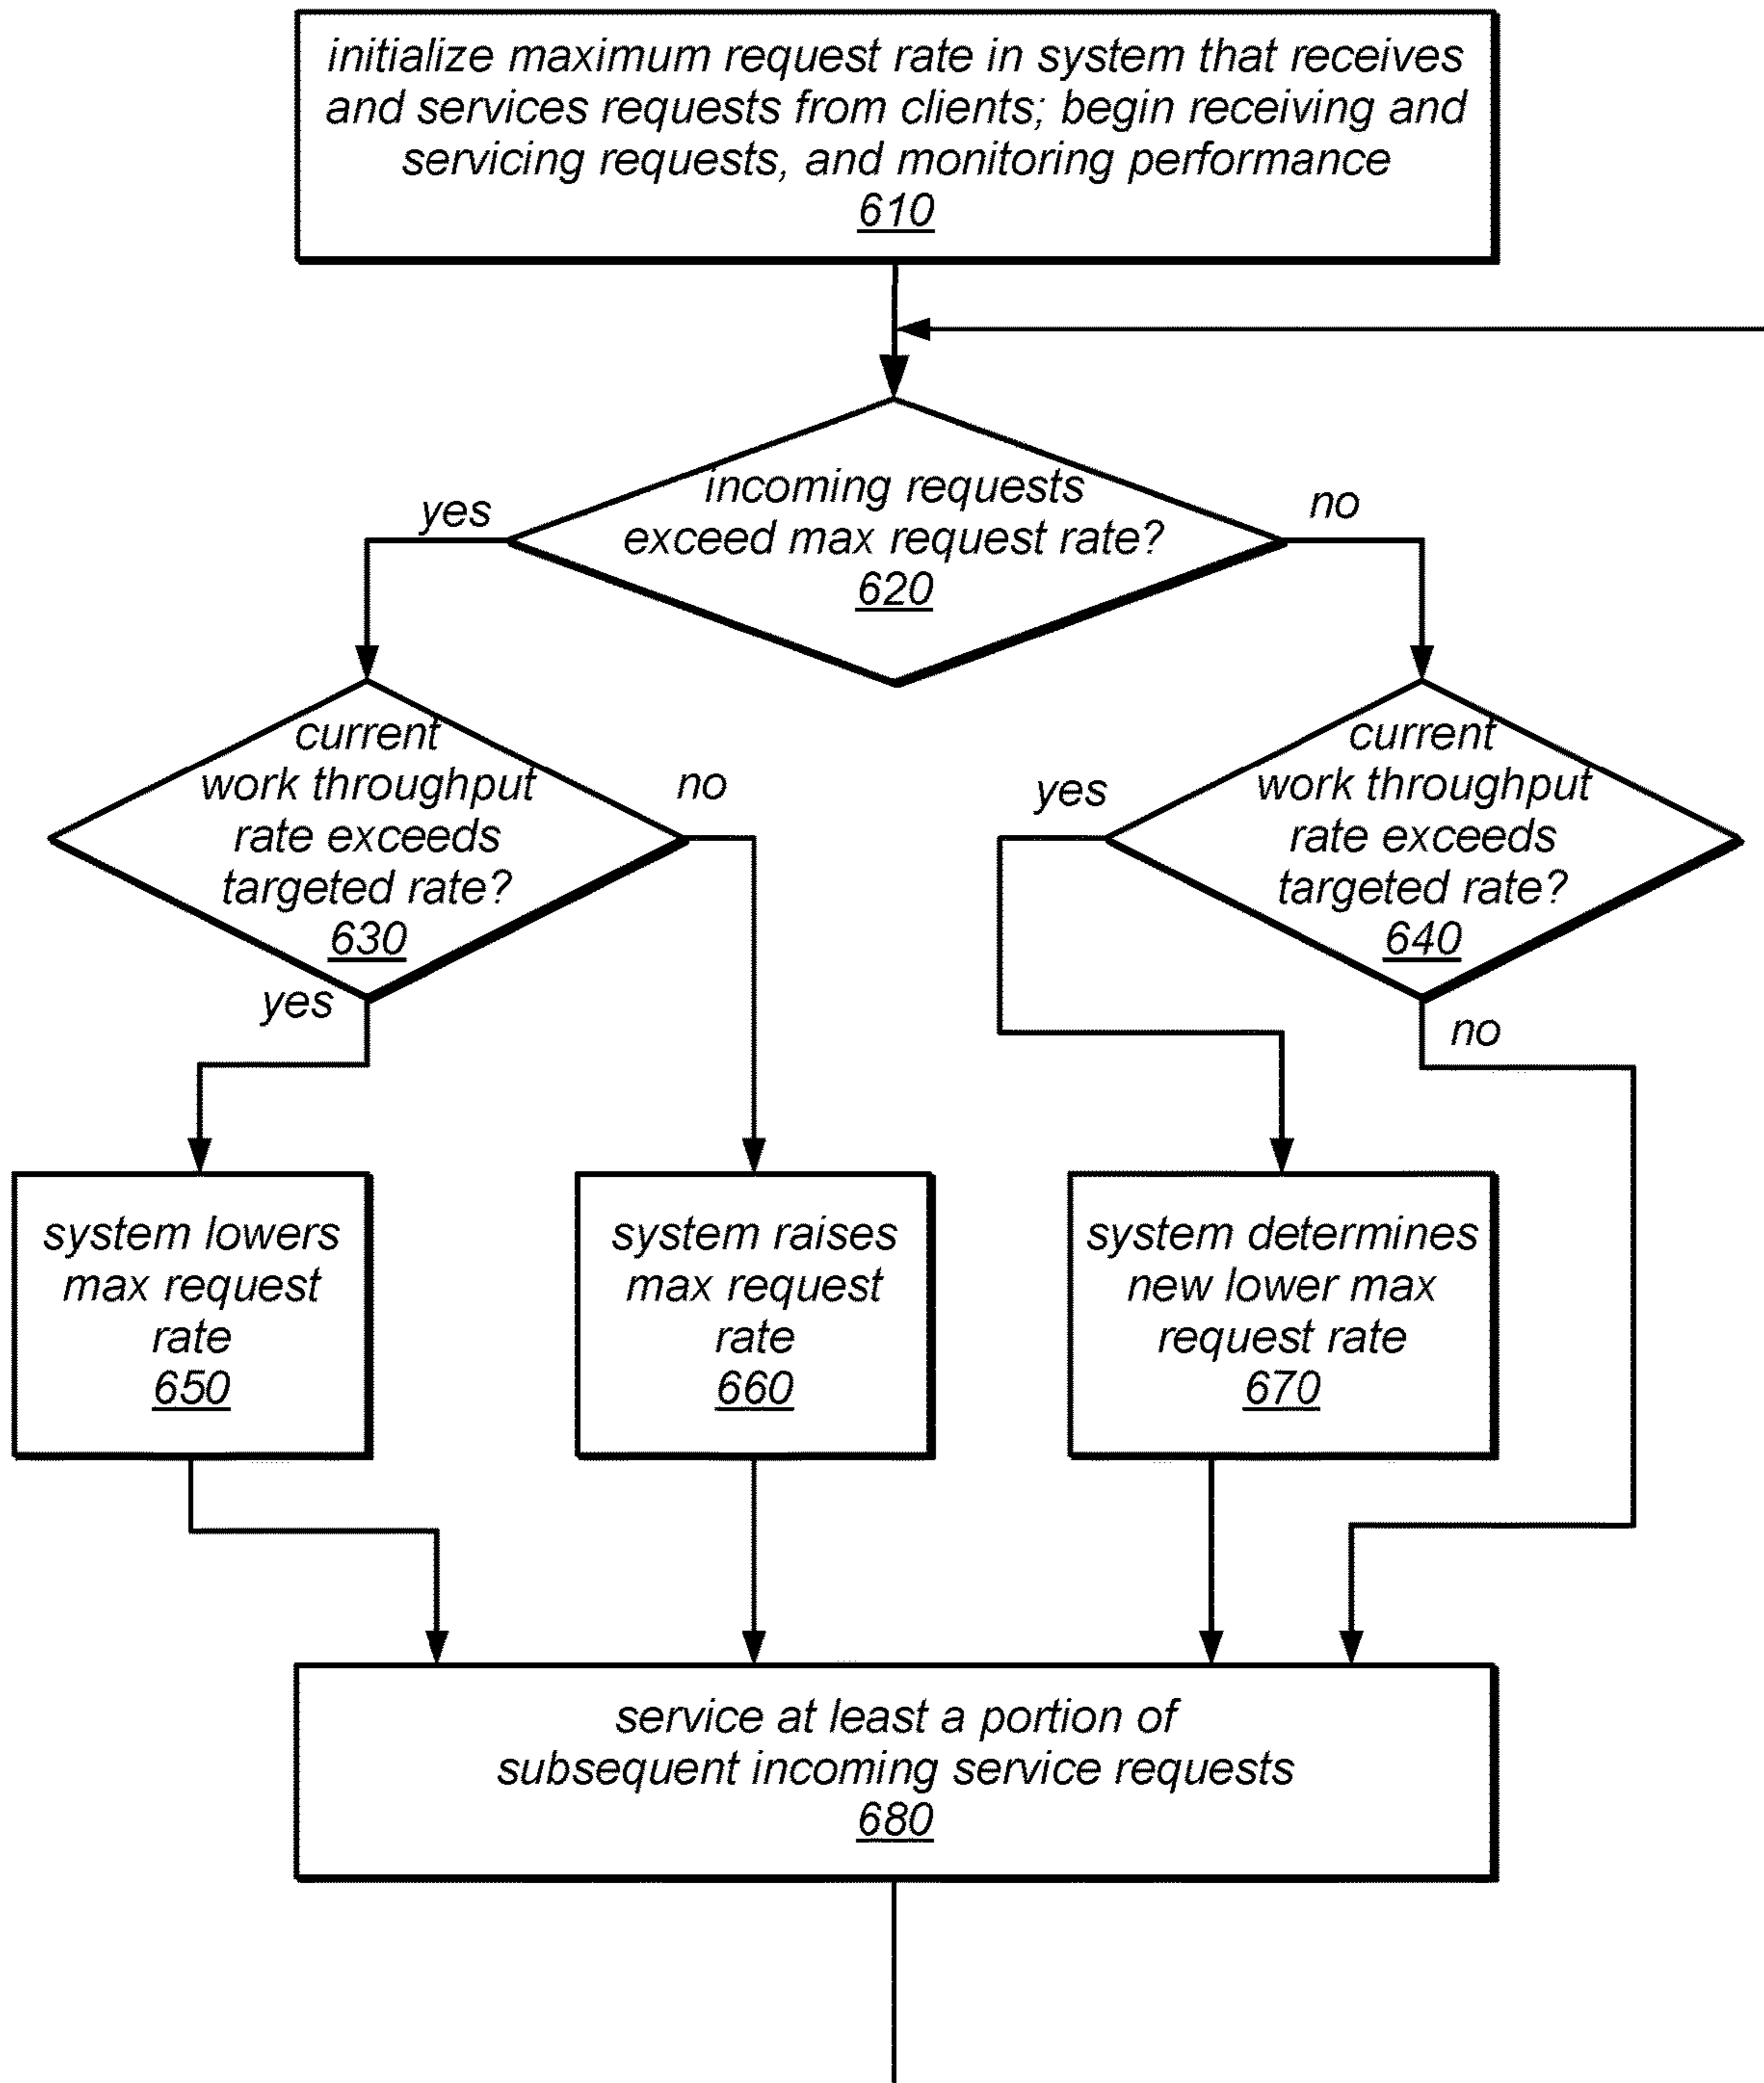 initialize maximum request rate in system that receives
and services requests from clients; begin receiving and
servicing requests, and monitoring performance
610
incoming requests
exceed max request rate?
620
yes
no
current
work throughput
rate exceeds
targeted rate?
630
yes
no
current
work throughput
rate exceeds
targeted rate?
640
yes
no
system lowers
max request
rate
650
system raises
max request
rate
660
system determines
new lower max
request rate
670
service at least a portion of
subsequent incoming service requests
680